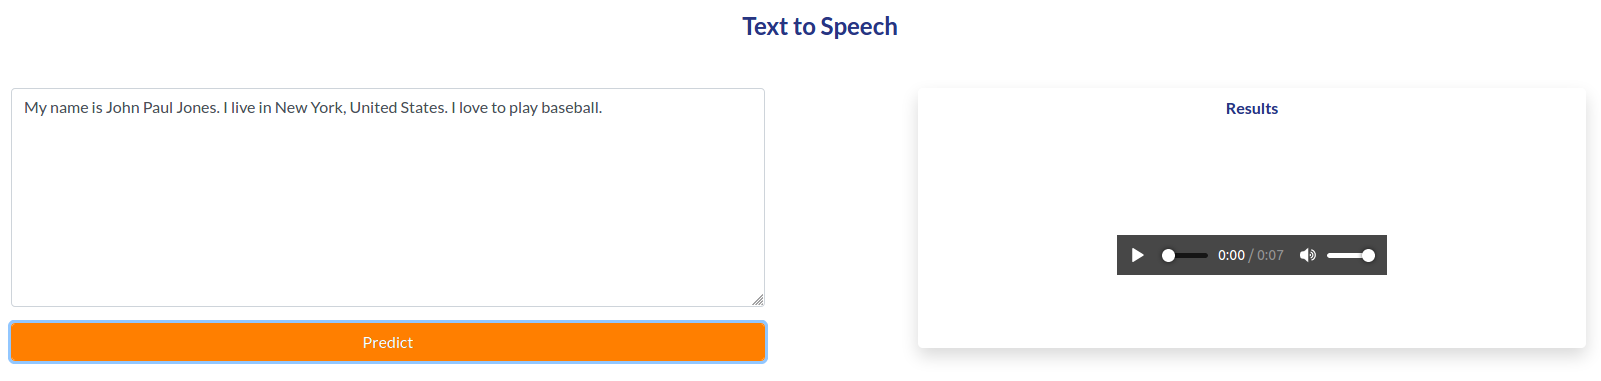 Text to Speech
My name is John Paul Jones. I live in New York, United States. I love to play baseball.
Predict
Results
0:00 / 0:07